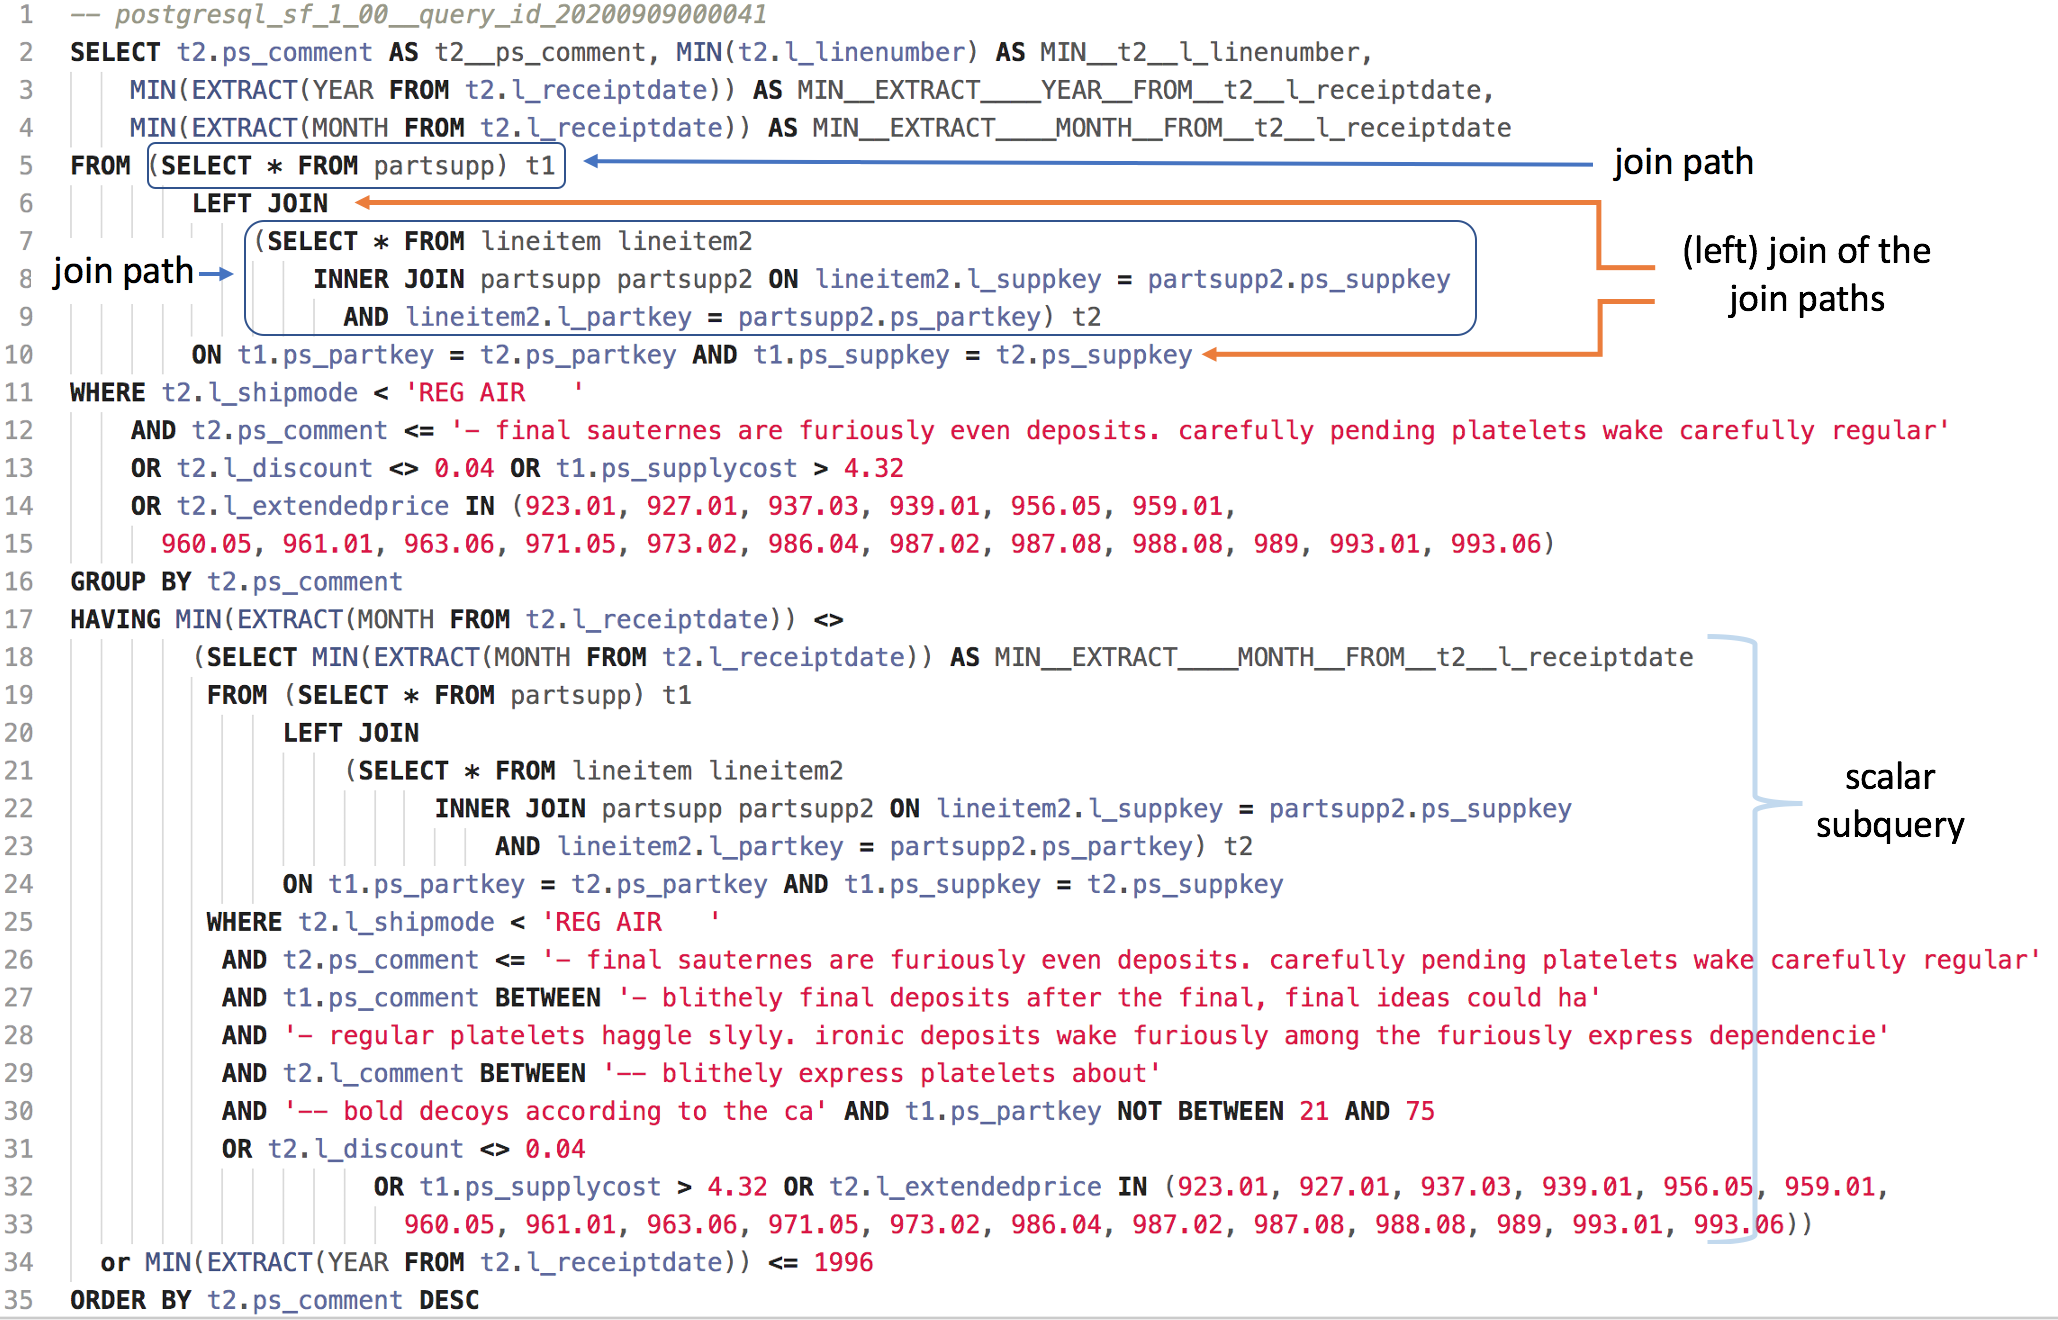 1 -- postgresql_sf_1_00__query_id_20200909000041
2 SELECT t2.ps_comment AS t2__ps_comment, MIN(t2.l_linenumber) AS MIN__t2__l_linenumber,
3 MIN(EXTRACT(YEAR FROM t2.l_receiptdate)) AS MIN__EXTRACT____YEAR__FROM__t2__l_receiptdate,
4 MIN(EXTRACT(MONTH FROM t2.l_receiptdate)) AS MIN__EXTRACT____MONTH__FROM__t2__l_receiptdate
5 FROM (SELECT * FROM partsupp) t1
join path
6 LEFT JOIN
7 (SELECT * FROM lineitem lineitem2
(left) join of the
join paths
join path
8 INNER JOIN partsupp partsupp2 ON lineitem2.l_suppkey = partsupp2.ps_suppkey
9 AND lineitem2.l_partkey = partsupp2.ps_partkey) t2
10 ON t1.ps_partkey = t2.ps_partkey AND t1.ps_suppkey = t2.ps_suppkey
11 WHERE t2.l_shipmode < 'REG AIR   '
12 AND t2.ps_comment <= '- final sauternes are furiously even deposits. carefully pending platelets wake carefully regular'
13 OR t2.l_discount <> 0.04 OR t1.ps_supplycost > 4.32
14 OR t2.l_extendedprice IN (923.01, 927.01, 937.03, 939.01, 956.05, 959.01,
15 960.05, 961.01, 963.06, 971.05, 973.02, 986.04, 987.02, 987.08, 988.08, 989, 993.01, 993.06)
16 GROUP BY t2.ps_comment
17 HAVING MIN(EXTRACT(MONTH FROM t2.l_receiptdate)) <>
18 (SELECT MIN(EXTRACT(MONTH FROM t2.l_receiptdate)) AS MIN__EXTRACT____MONTH__FROM__t2__l_receiptdate
19 FROM (SELECT * FROM partsupp) t1
20 LEFT JOIN
21 (SELECT * FROM lineitem lineitem2
22 INNER JOIN partsupp partsupp2 ON lineitem2.l_suppkey = partsupp2.ps_suppkey
23 AND lineitem2.l_partkey = partsupp2.ps_partkey) t2
scalar
subquery
24 ON t1.ps_partkey = t2.ps_partkey AND t1.ps_suppkey = t2.ps_suppkey
25 WHERE t2.l_shipmode < 'REG AIR   '
26 AND t2.ps_comment <= '- final sauternes are furiously even deposits. carefully pending platelets wake carefully regular'
27 AND t1.ps_comment BETWEEN '- blithely final deposits after the final, final ideas could ha'
28 AND '- regular platelets haggle slyly. ironic deposits wake furiously among the furiously express dependencie'
29 AND t2.l_comment BETWEEN '-- blithely express platelets about'
30 AND '-- bold decoys according to the ca' AND t1.ps_partkey NOT BETWEEN 21 AND 75
31 OR t2.l_discount <> 0.04
32 OR t1.ps_supplycost > 4.32 OR t2.l_extendedprice IN (923.01, 927.01, 937.03, 939.01, 956.05, 959.01,
33 960.05, 961.01, 963.06, 971.05, 973.02, 986.04, 987.02, 987.08, 988.08, 989, 993.01, 993.06))
34 or MIN(EXTRACT(YEAR FROM t2.l_receiptdate)) <= 1996
35 ORDER BY t2.ps_comment DESC